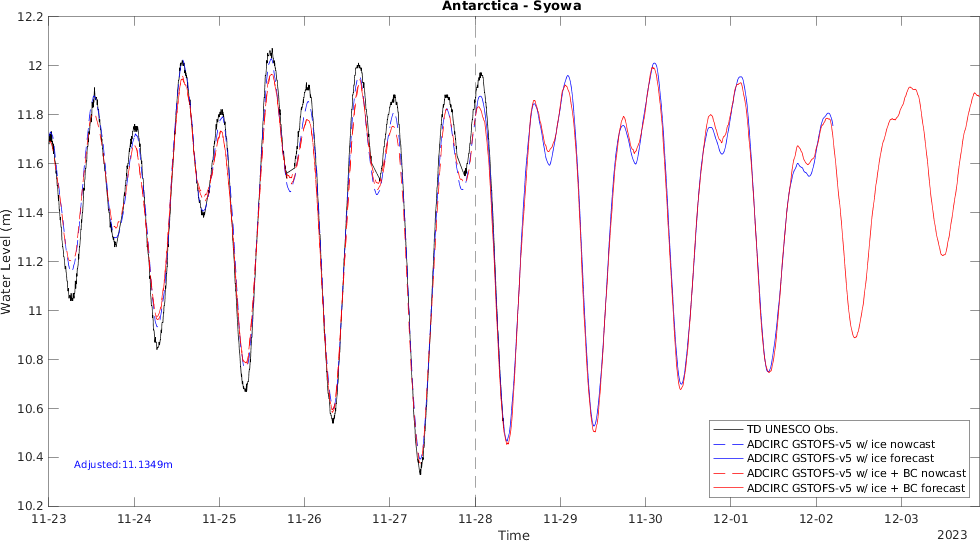 Antarctica - Syowa
12.2
12
11.8
11.6
11.4
11.2
11
10.8
10.6
10.4
10.2
Water Level (m)
Adjusted:11.1349m
TD UNESCO Obs.
ADCIRC GSTOFS-v5 w/ ice nowcast
ADCIRC GSTOFS-v5 w/ ice forecast
ADCIRC GSTOFS-v5 w/ ice + BC nowcast
ADCIRC GSTOFS-v5 w/ ice + BC forecast
11-23 11-24 11-25 11-26 11-27 11-28 11-29 11-30 12-01 12-02 12-03
Time
2023